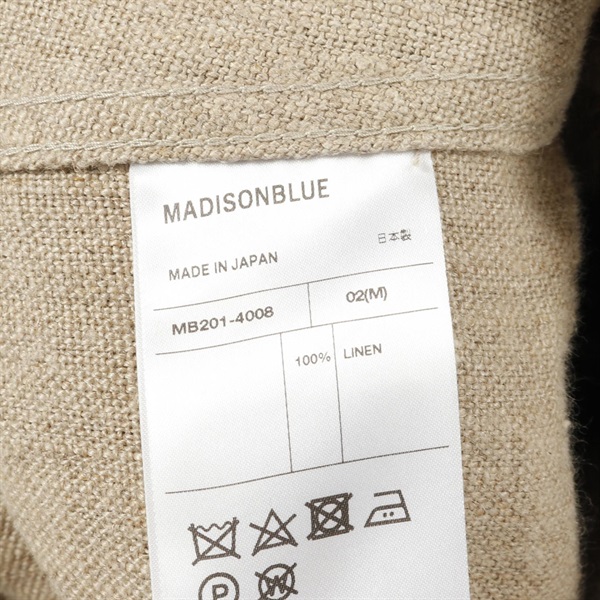 MADISONBLUE
MADE IN JAPAN 日本製
MB201-4008 02(M)
100% LINEN
P W